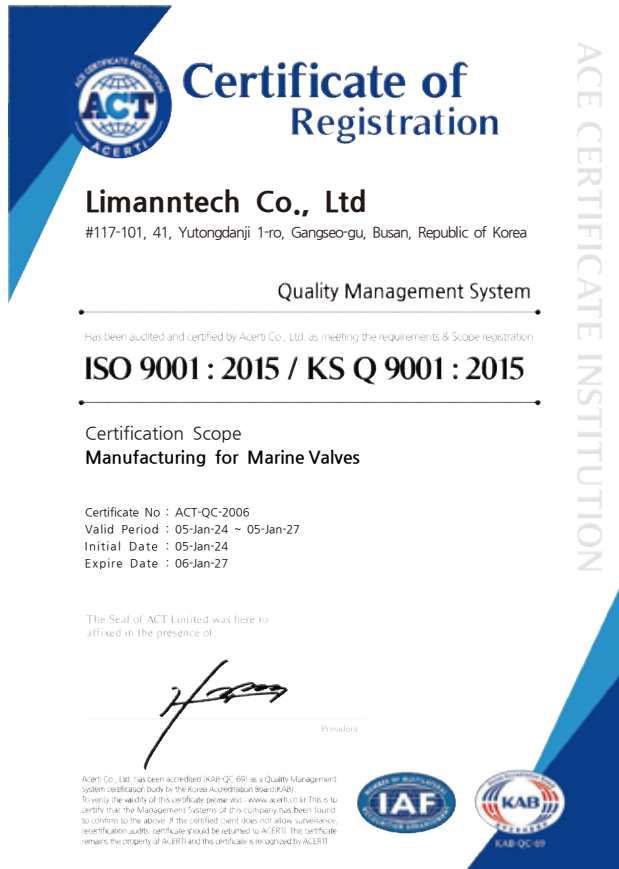 ACE CERTIFICATE INSTITUTION
ACT
ACERTI
Certificate of
Registration
ACE CERTIFICATE INSTITUTION
Limanntech Co., Ltd
#117-101, 41, Yutongdanji 1-ro, Gangseo-gu, Busan, Republic of Korea
Quality Management System
Has been audited and certified by Acerti Co., Ltd. as meeting the requirements & Scope registration
ISO 9001 : 2015 / KS Q 9001 : 2015
Certification Scope
Manufacturing for Marine Valves
Certificate No : ACT-QC-2006
Valid Period : 05-Jan-24 ~ 05-Jan-27
Initial Date : 05-Jan-24
Expire Date : 06-Jan-27
The Seal of ACT Limited was here to
affixed in the presence of:
President
Acerti Co., Ltd. has been accredited (KAB-QC-69) as a Quality Management
System certification body by the Korea Accreditation Board(KAB)
To verify the validity of this certificate please visit : www.acerti.co.kr This is to
certify that the Management Systems of this company has been found
to confirm to the above. If the certified client does not allow surveillance,
recertification audits, certificate should be returned to ACERTI. This certificate
remains the property of ACERTI and this certificate is recognized by ACERTI.
MEMBER OF MULTILATERAL
IAF
RECOGNITION ARRANGEMENT
KAB
KAB-QC-69